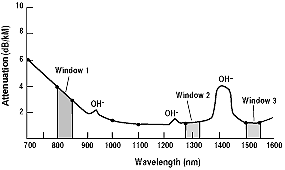 10
8
6
4
2
Attenuation (dB/kM)
Window 1
OH-
OH-
Window 2
OH-
Window 3
700 800 900 1000 1100 1200 1300 1400 1500 1600
Wavelength (nm)